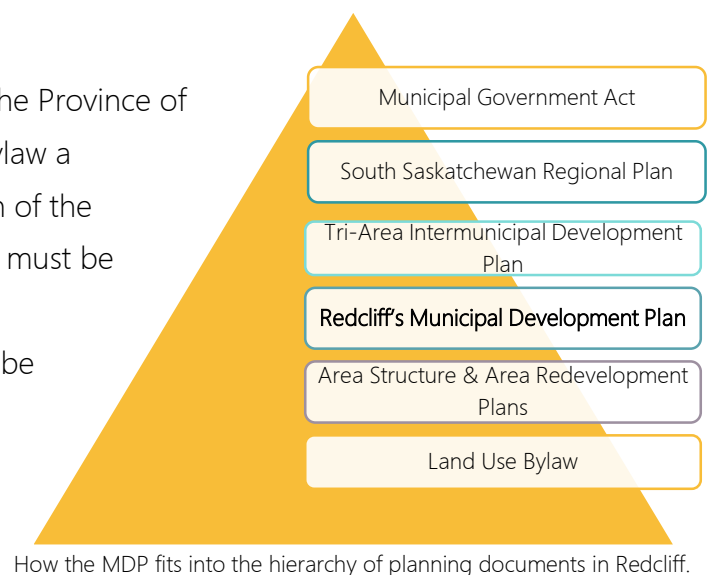 he Province of
ylaw a
n of the
must be
be
Municipal Government Act
South Saskatchewan Regional Plan
Tri-Area Intermunicipal Development
Plan
Redcliff's Municipal Development Plan
Area Structure & Area Redevelopment
Plans
Land Use Bylaw
How the MDP fits into the hierarchy of planning documents in Redcliff.